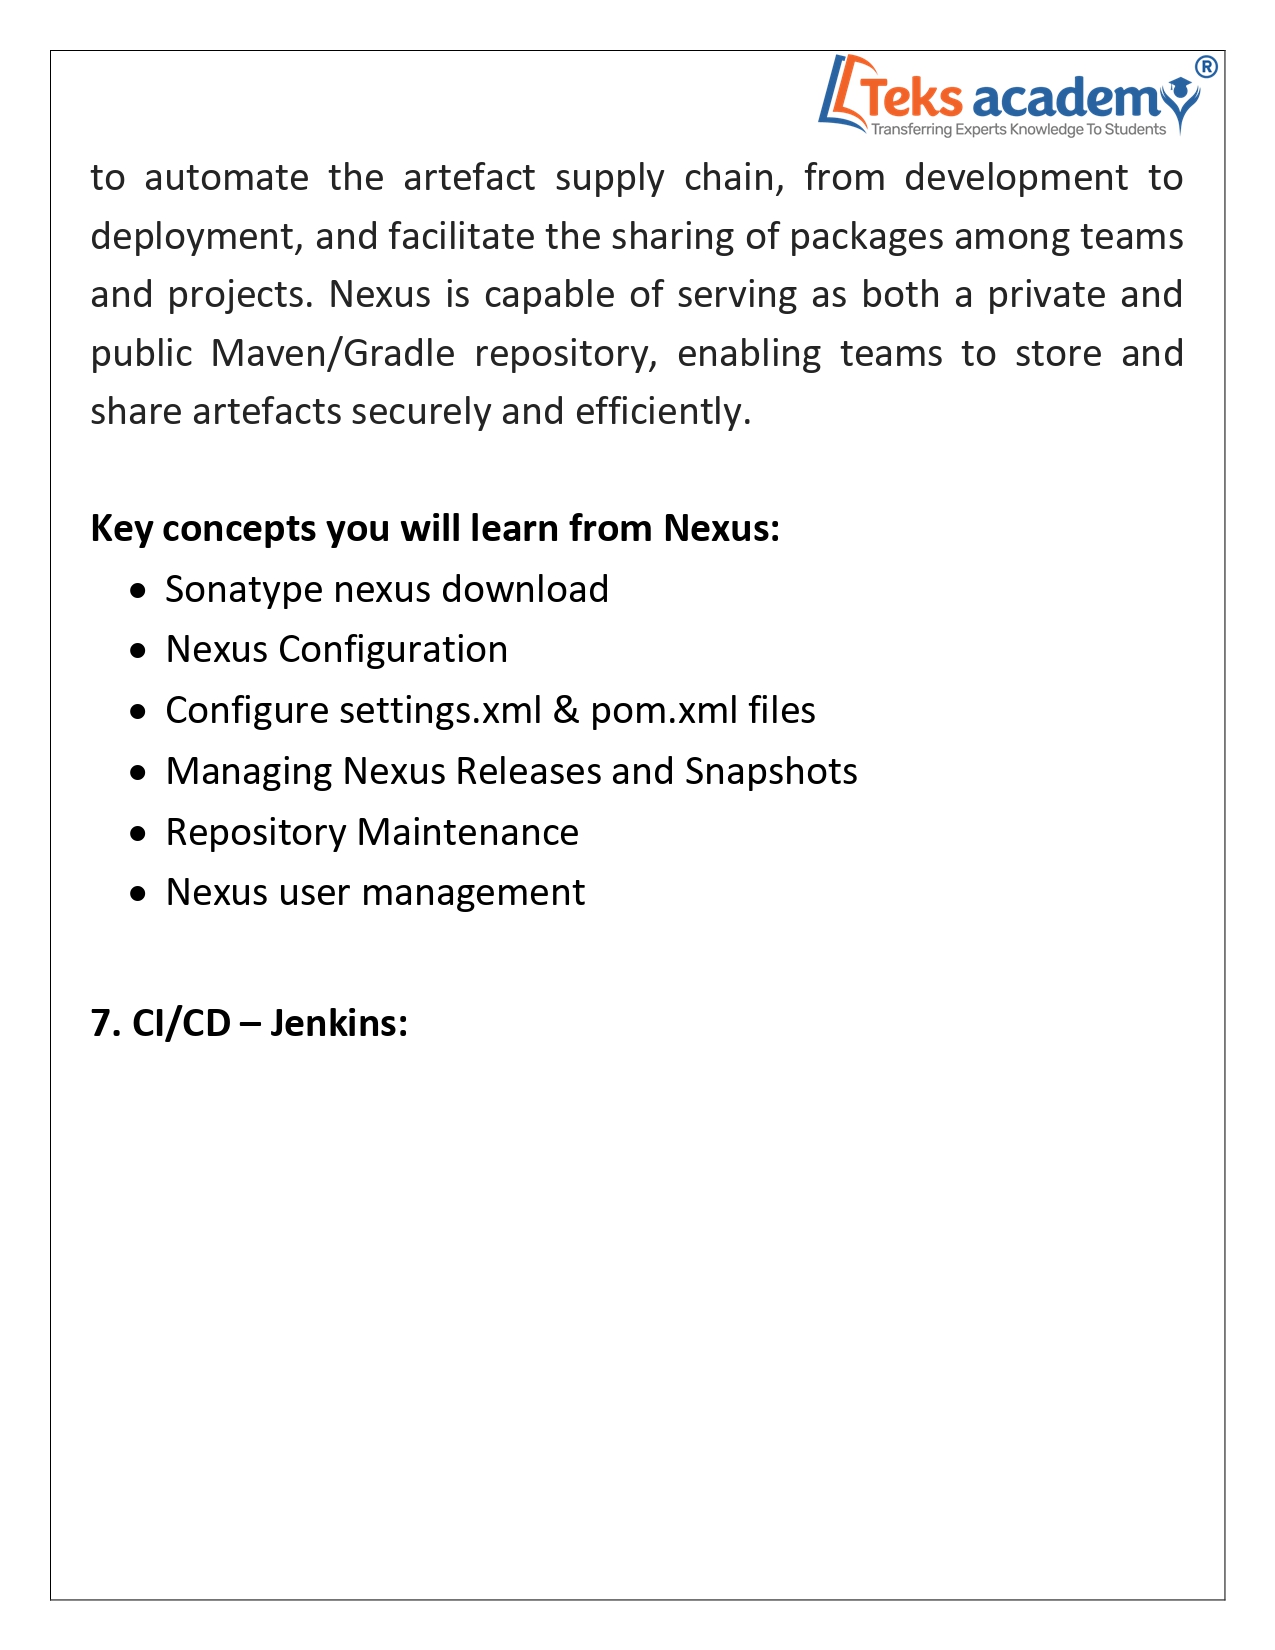 Teks academy ®
Transferring Experts Knowledge To Students
to automate the artefact supply chain, from development to
deployment, and facilitate the sharing of packages among teams
and projects. Nexus is capable of serving as both a private and
public Maven/Gradle repository, enabling teams to store and
share artefacts securely and efficiently.
Key concepts you will learn from Nexus:
• Sonatype nexus download
• Nexus Configuration
• Configure settings.xml & pom.xml files
• Managing Nexus Releases and Snapshots
• Repository Maintenance
• Nexus user management
7. CI/CD – Jenkins: